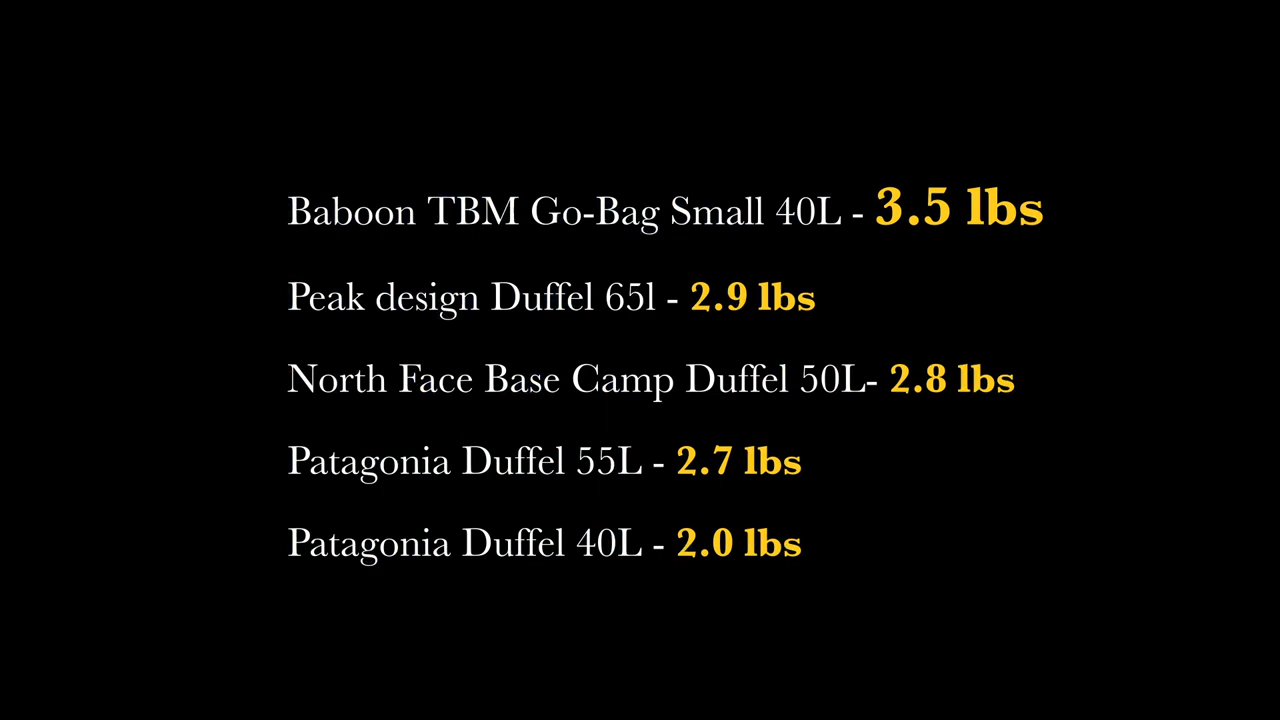 Baboon TBM Go-Bag Small 40L - 3.5 lbs
Peak design Duffel 65l - 2.9 lbs
North Face Base Camp Duffel 50L- 2.8 lbs
Patagonia Duffel 55L - 2.7 lbs
Patagonia Duffel 40L - 2.0 lbs